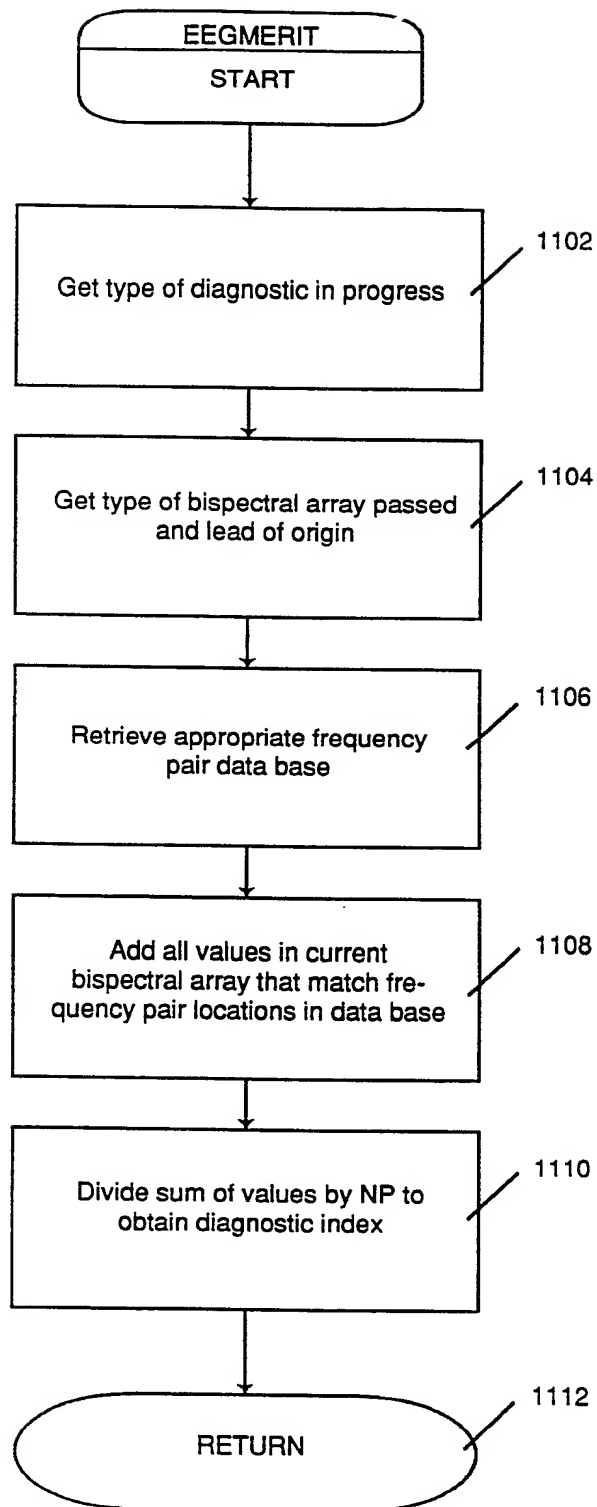 EEGMERIT
START
1102
Get type of diagnostic in progress
1104
Get type of bispectral array passed
and lead of origin
1106
Retrieve appropriate frequency
pair data base
1108
Add all values in current
bispectral array that match fre-
quency pair locations in data base
1110
Divide sum of values by NP to
obtain diagnostic index
1112
RETURN